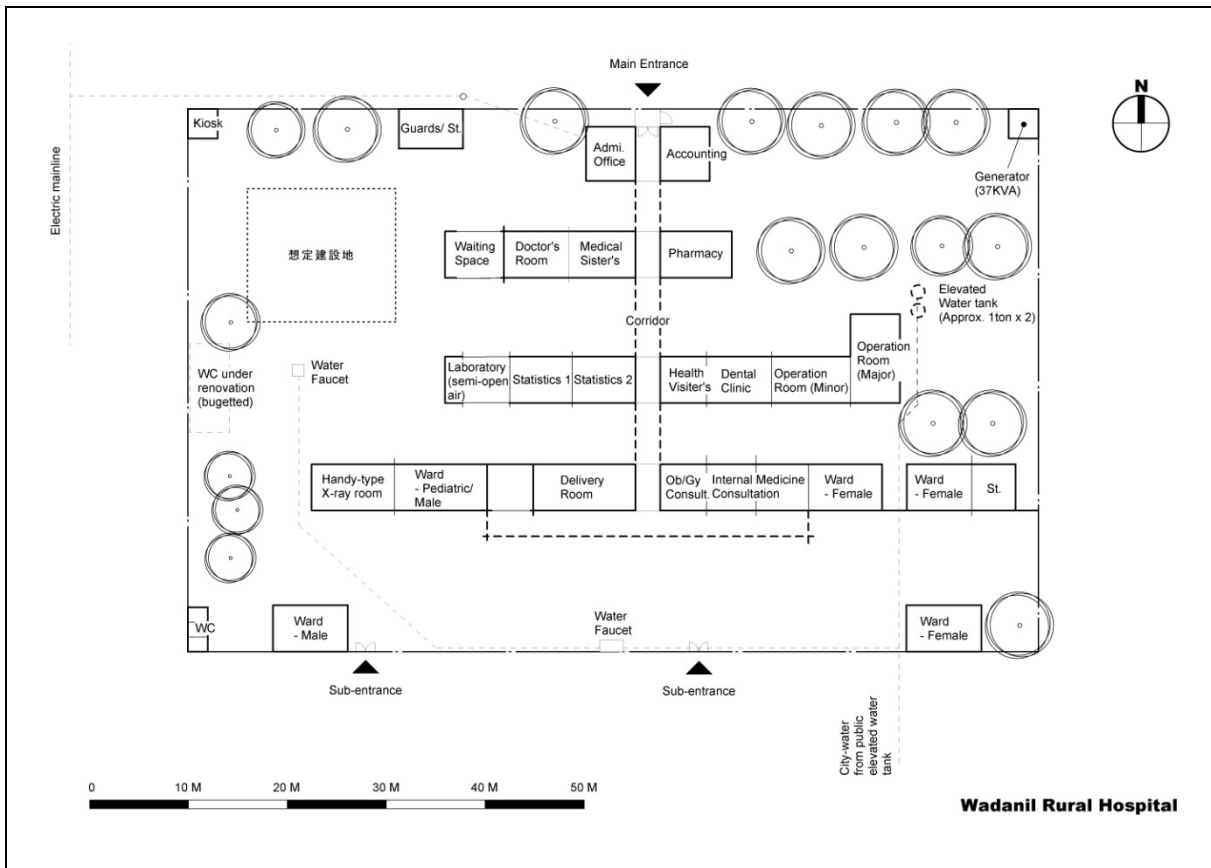 Main Entrance
N
Kiosk
Guards/ St.
Admi.
Office
Accounting
Generator
(37KVA)
Electric mainline
想定建設地
Waiting
Space
Doctor's
Room
Medical
Sister's
Pharmacy
Elevated
Water tank
(Approx. 1ton x 2)
Corridor
WC under
renovation
(bugetted)
Water
Faucet
Laboratory
(semi-open
air)
Statistics 1
Statistics 2
Health
Visiter's
Dental
Clinic
Operation
Room (Minor)
Operation
Room
(Major)
Handy-type
X-ray room
Ward
- Pediatric/
Male
Delivery
Room
Ob/Gy
Consult.
Internal Medicine
Consultation
Ward
- Female
Ward
- Female
St.
WC
Ward
- Male
Water
Faucet
Ward
- Female
Sub-entrance
Sub-entrance
City-water
from public
elevated water
tank
0
10 M
20 M
30 M
40 M
50 M
Wadanil Rural Hospital